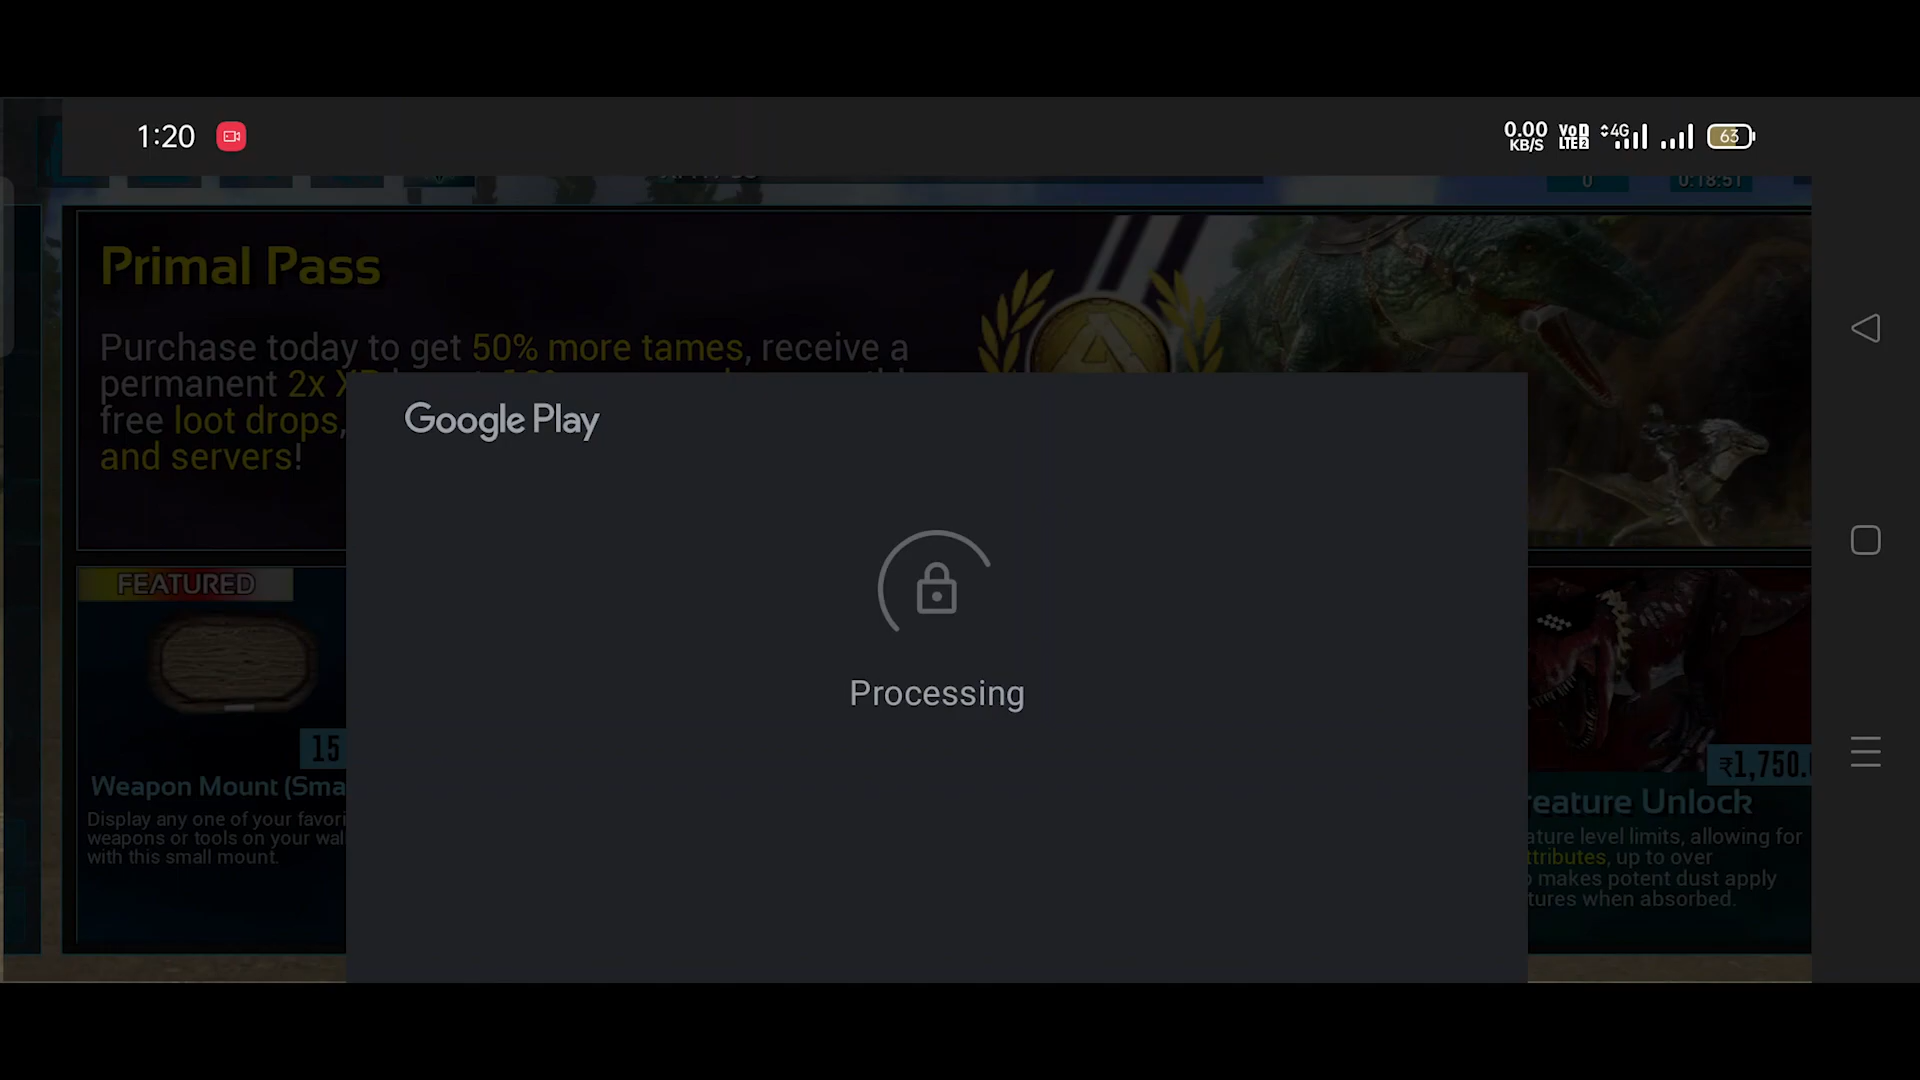 1:20
0.00
KB/S
Vo
LTE 2
4G
63
0
0:18:51
Primal Pass
Purchase today to get 50% more tames, receive a
permanent 2x
free loot drops,
and servers!
Google Play
Processing
FEATURED
15
Weapon Mount (Sma
Display any one of your favori
weapons or tools on your wal
with this small mount.
₹1,750.
reature Unlock
ature level limits, allowing for
ttributes, up to over
makes potent dust apply
tures when absorbed.